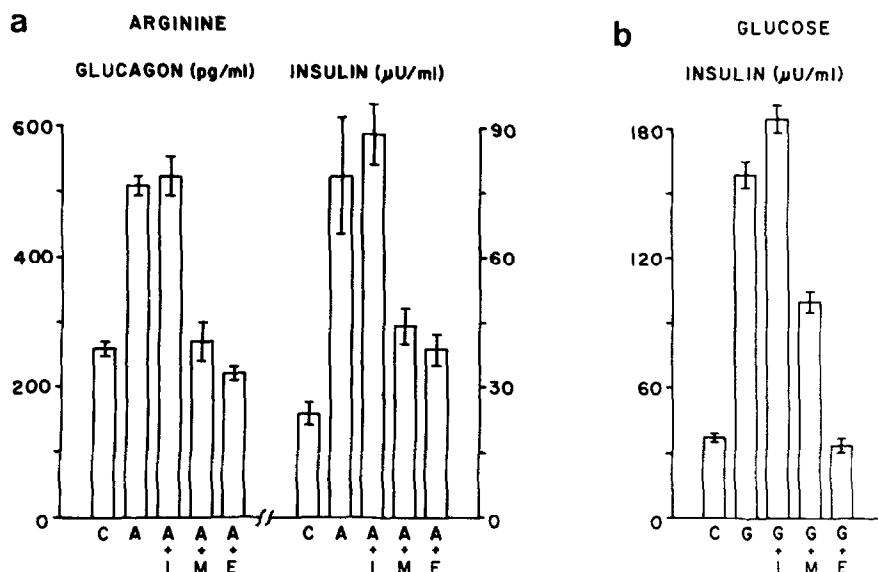 a
ARGININE
GLUCAGON (pg/ml)
INSULIN (µU/ml)
600
400
200
0
90
60
30
0
C A A A A
+ + +
I M E
C A A A A
+ + +
I M E
b
GLUCOSE
INSULIN (µU/ml)
180
120
60
0
C G G G G
+ + +
I M E